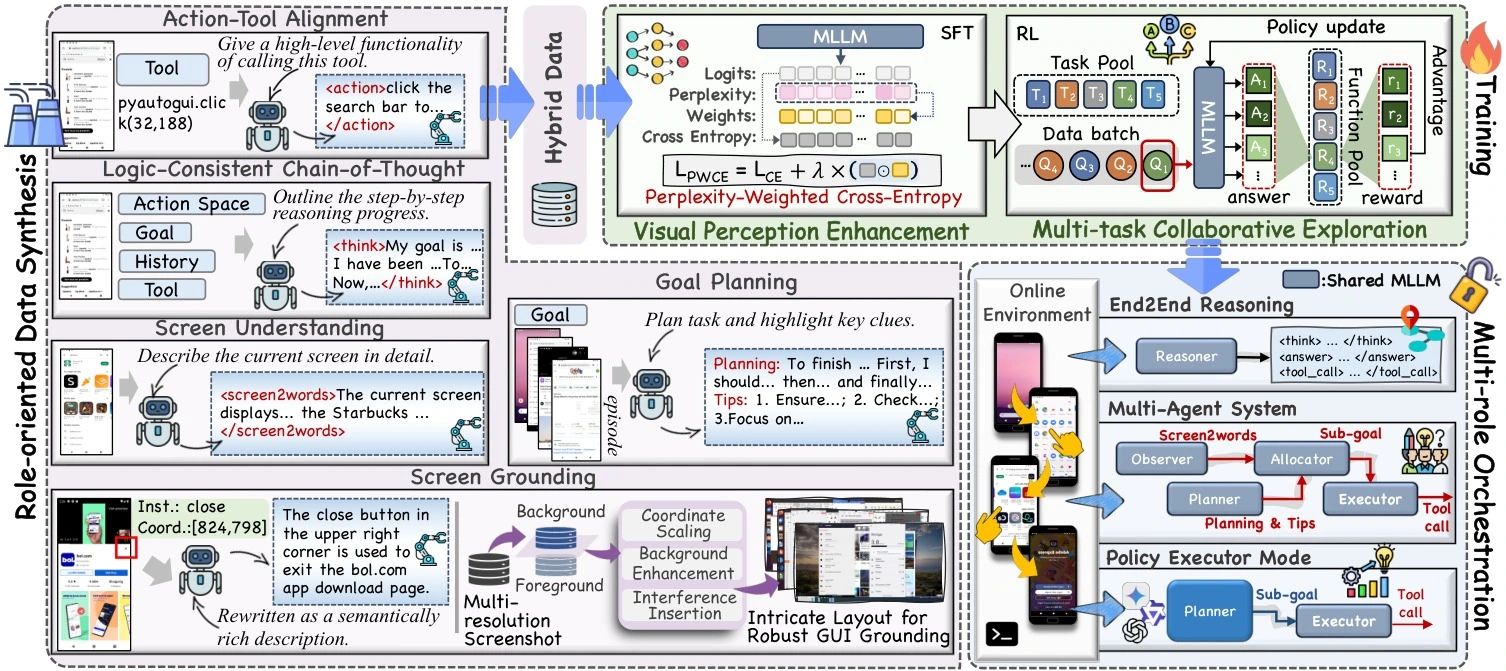 Role-oriented Data Synthesis
Action-Tool Alignment
Tool
pyautogui.clic
k(32,188)
Give a high-level functionality
of calling this tool.
<action>click the
search bar to...
</action>
Logic-Consistent Chain-of-Thought
Action Space
Goal
History
Tool
Outline the step-by-step
reasoning progress.
<think>My goal is ...
I have been ...To...
Now,...</think>
Screen Understanding
Describe the current screen in detail.
<screen2words>The current screen
displays... the Starbucks ...
</screen2words>
Goal Planning
Goal
episode
Plan task and highlight key clues.
Planning: To finish ... First, I
should... then... and finally...
Tips: 1. Ensure...; 2. Check...;
3.Focus on...
Screen Grounding
Inst.: close
Coord.:[824,798]
bol.com
The close button in
the upper right
corner is used to
exit the bol.com
app download page.
Rewritten as a semantically
rich description.
Background
Foreground
Multi-
resolution
Screenshot
Coordinate
Scaling
Background
Enhancement
Interference
Insertion
Intricate Layout for
Robust GUI Grounding
Hybrid Data
Training
SFT
MLLM
Logits:
Perplexity:
Weights:
Cross Entropy:
...
...
...
...
L_PWCE = L_CE + λ × ( ⊙ )
Perplexity-Weighted Cross-Entropy
Visual Perception Enhancement
RL
A B C
Policy update
Task Pool
T1 T2 T3 T4 T5
Data batch
... Q4 Q3 Q2 Q1
MLLM
A1
A2
A3
⋮
answer
R1
R2
R3
R4
R5
Function Pool
r1
r2
r3
⋮
reward
Advantage
Multi-task Collaborative Exploration
Multi-role Orchestration
Online
Environment
:Shared MLLM
End2End Reasoning
Reasoner
<think> ... </think>
<answer> ... </answer>
<tool_call> ... </tool_call>
Multi-Agent System
Screen2words
Sub-goal
Observer
Allocator
Planner
Executor
Planning & Tips
Tool
call
Policy Executor Mode
Planner
Sub-goal
Executor
Tool
call